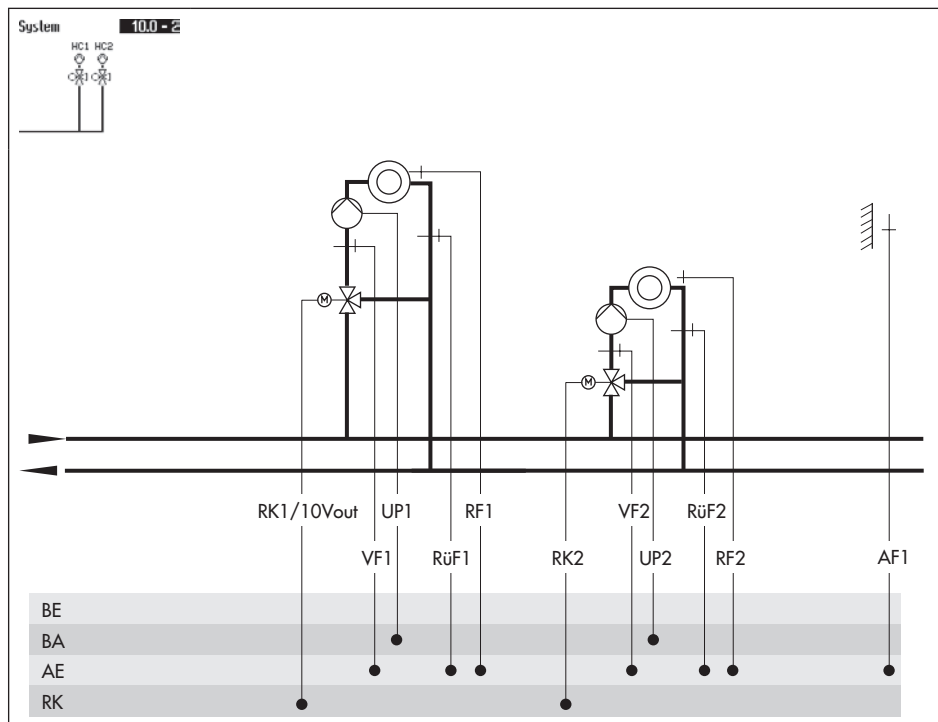 System 10.0 - 2
HC1 HC2
M
M
RK1/10Vout UP1 RF1 VF2 RüF2
VF1 RüF1 RK2 UP2 RF2 AF1
BE
BA
AE
RK